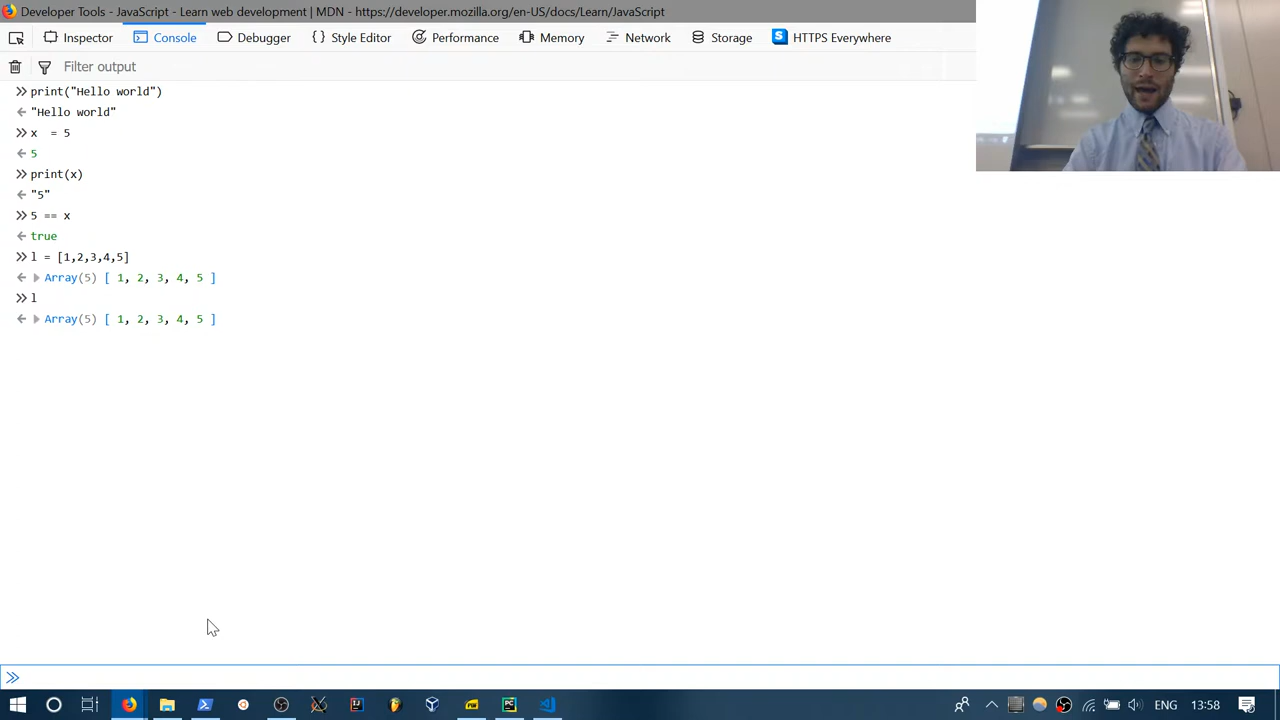 Developer Tools - JavaScript - Learn web development | MDN - https://developer.mozilla.org/en-US/docs/Learn/JavaScript
Inspector Console Debugger Style Editor Performance Memory Network Storage HTTPS Everywhere
Filter output
print("Hello world")
"Hello world"
x  = 5
5
print(x)
"5"
5 == x
true
l = [1,2,3,4,5]
Array(5) [ 1, 2, 3, 4, 5 ]
l
Array(5) [ 1, 2, 3, 4, 5 ]
ENG 13:58